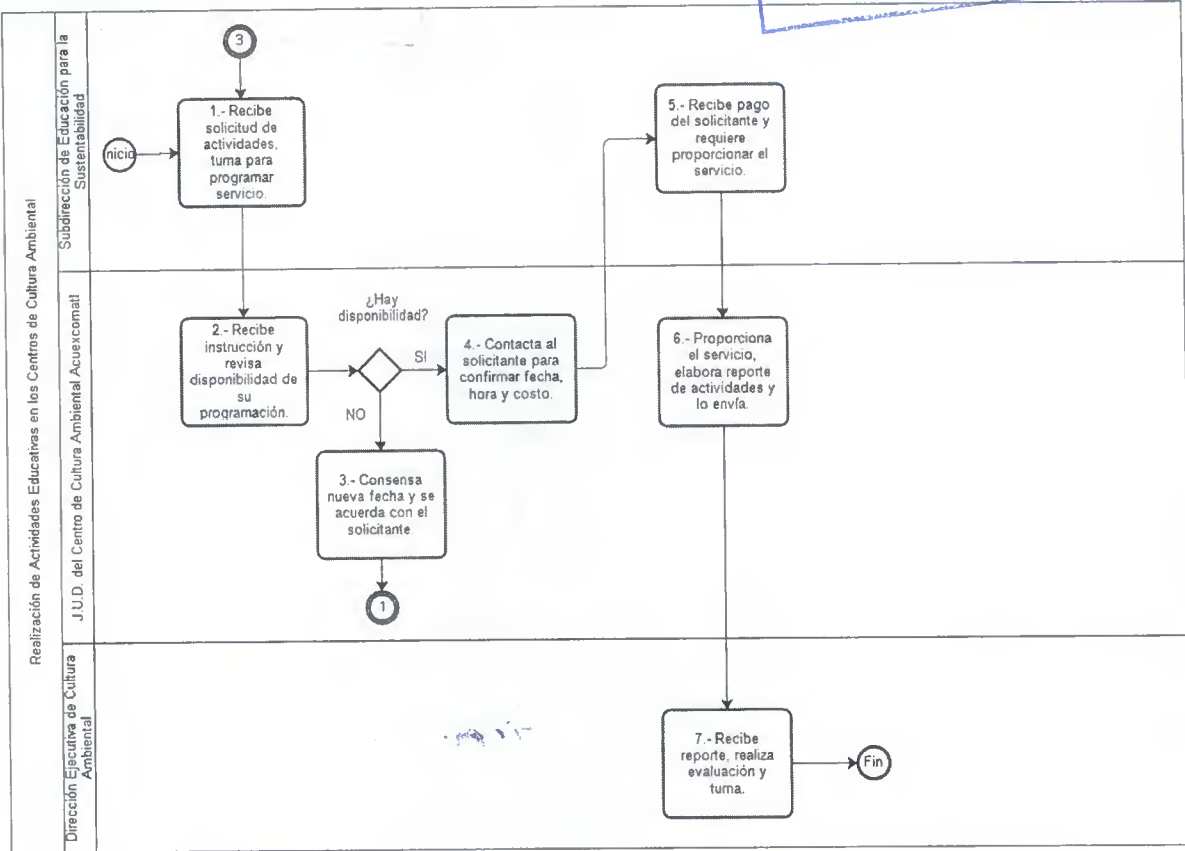 Realización de Actividades Educativas en los Centros de Cultura Ambiental
Subdirección de Educación para la
Sustentabilidad
3
nicio
1.- Recibe
solicitud de
actividades,
turna para
programar
servicio.
5.- Recibe pago
del solicitante y
requiere
proporcionar el
servicio.
J.U.D. del Centro de Cultura Ambiental Acuexcomatl
2.- Recibe
instrucción y
revisa
disponibilidad de
su
programación.
¿Hay
disponibilidad?
SI
NO
4.- Contacta al
solicitante para
confirmar fecha,
hora y costo.
3.- Consensa
nueva fecha y se
acuerda con el
solicitante.
1
6.- Proporciona
el servicio,
elabora reporte
de actividades y
lo envía.
Dirección Ejecutiva de Cultura
Ambiental
7.- Recibe
reporte, realiza
evaluación y
turna.
Fin